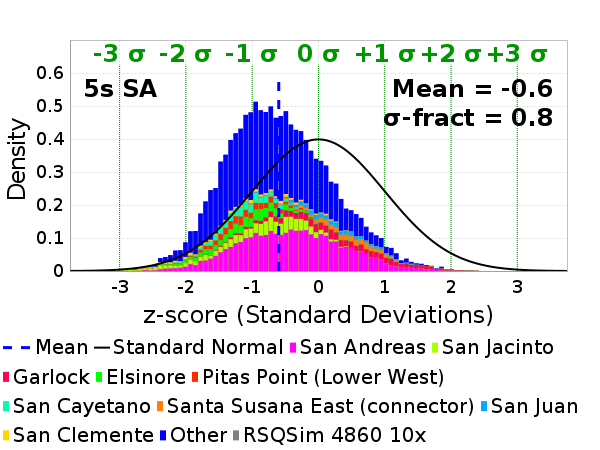 -3 σ -2 σ -1 σ 0 σ +1 σ +2 σ +3 σ
5s SA
Mean = -0.6
σ-fract = 0.8
Density
0.6
0.5
0.4
0.3
0.2
0.1
0
-3 -2 -1 0 1 2 3
z-score (Standard Deviations)
Mean Standard Normal San Andreas San Jacinto
Garlock Elsinore Pitas Point (Lower West)
San Cayetano Santa Susana East (connector) San Juan
San Clemente Other RSQSim 4860 10x